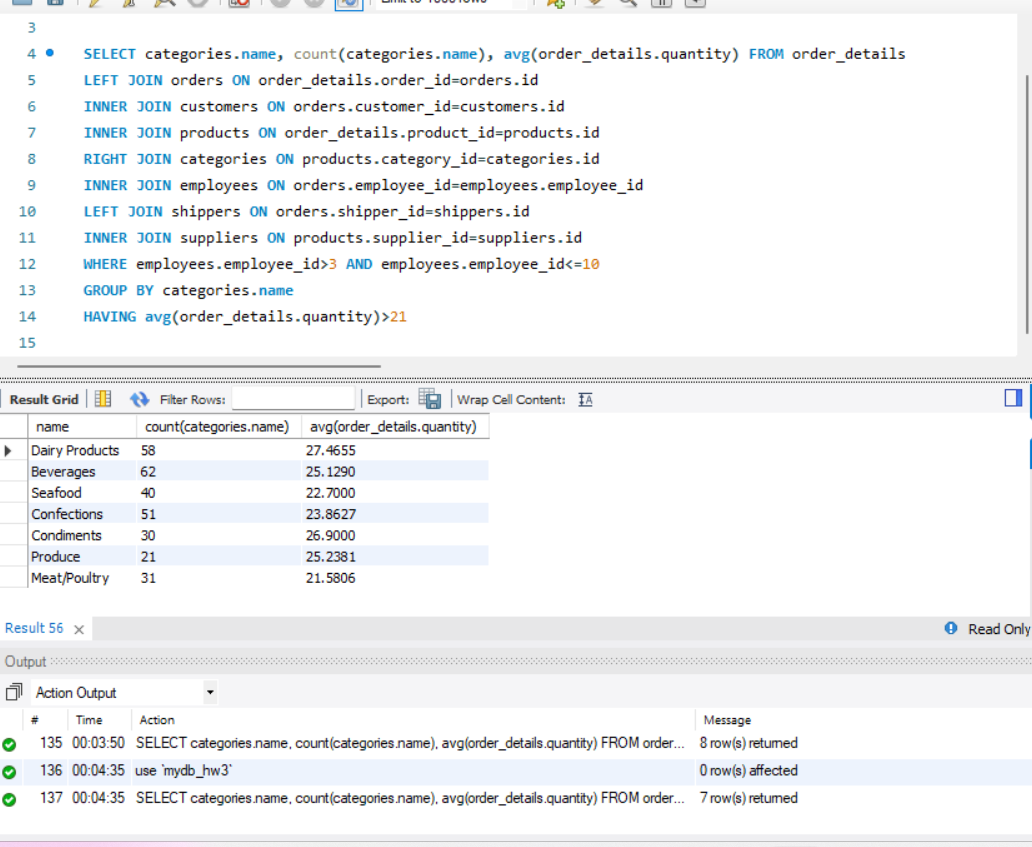 3
4 SELECT categories.name, count(categories.name), avg(order_details.quantity) FROM order_details
5 LEFT JOIN orders ON order_details.order_id=orders.id
6 INNER JOIN customers ON orders.customer_id=customers.id
7 INNER JOIN products ON order_details.product_id=products.id
8 RIGHT JOIN categories ON products.category_id=categories.id
9 INNER JOIN employees ON orders.employee_id=employees.employee_id
10 LEFT JOIN shippers ON orders.shipper_id=shippers.id
11 INNER JOIN suppliers ON products.supplier_id=suppliers.id
12 WHERE employees.employee_id>3 AND employees.employee_id<=10
13 GROUP BY categories.name
14 HAVING avg(order_details.quantity)>21
15
Result Grid Filter Rows: Export: Wrap Cell Content:
name count(categories.name) avg(order_details.quantity)
Dairy Products 58 27.4655
Beverages 62 25.1290
Seafood 40 22.7000
Confections 51 23.8627
Condiments 30 26.9000
Produce 21 25.2381
Meat/Poultry 31 21.5806
Result 56 Read Only
Output
Action Output
# Time Action Message
135 00:03:50 SELECT categories.name, count(categories.name), avg(order_details.quantity) FROM order... 8 row(s) returned
136 00:04:35 use `mydb_hw3` 0 row(s) affected
137 00:04:35 SELECT categories.name, count(categories.name), avg(order_details.quantity) FROM order... 7 row(s) returned